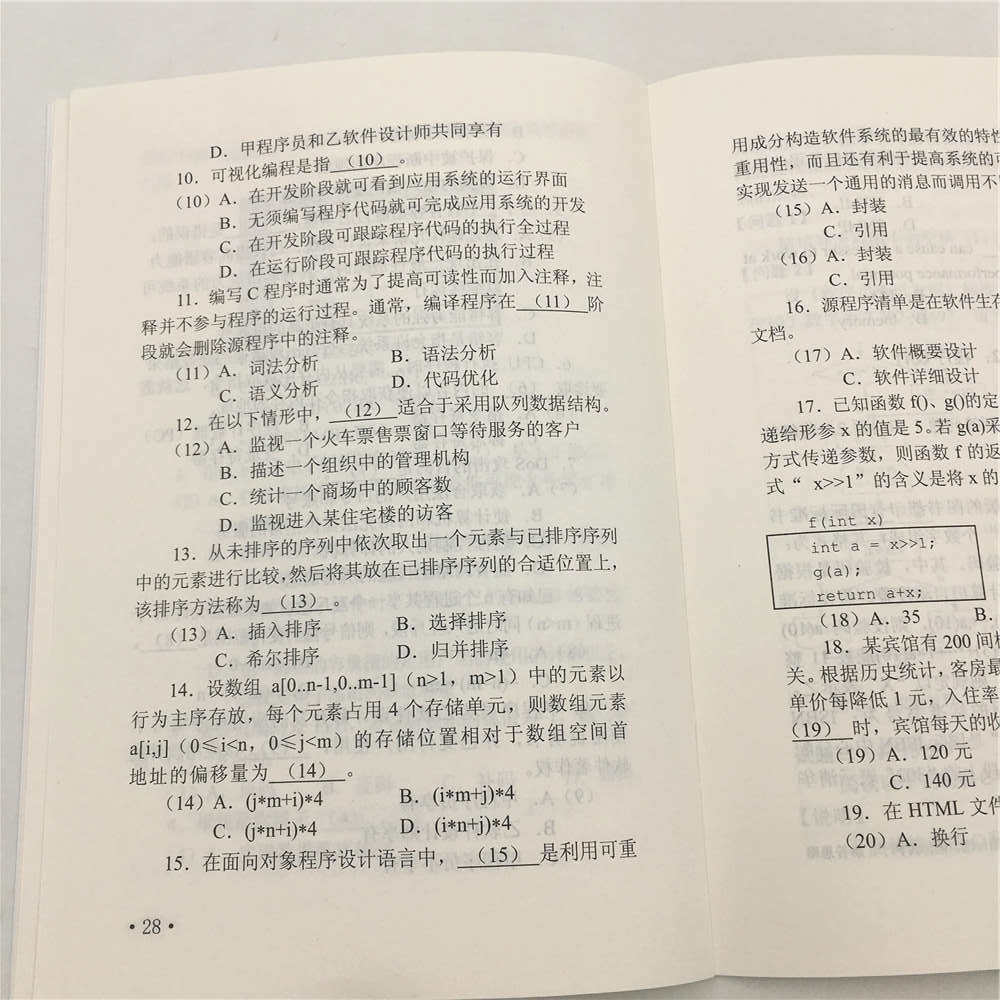 D．甲程序员和乙软件设计师共同享有
10．可视化编程是指 （10） 。
（10）A．在开发阶段就可看到应用系统的运行界面
B．无须编写程序代码就可完成应用系统的开发
C．在开发阶段可跟踪程序代码的执行全过程
D．在运行阶段可跟踪程序代码的执行过程
11．编写 C 程序时通常为了提高可读性而加入注释，注
释并不参与程序的运行过程。通常，编译程序在 （11） 阶
段就会删除源程序中的注释。
（11）A．词法分析 B．语法分析
C．语义分析 D．代码优化
12．在以下情形中， （12） 适合于采用队列数据结构。
（12）A．监视一个火车票售票窗口等待服务的客户
B．描述一个组织中的管理机构
C．统计一个商场中的顾客数
D．监视进入某住宅楼的访客
13．从未排序的序列中依次取出一个元素与已排序序列
中的元素进行比较，然后将其放在已排序序列的合适位置上，
该排序方法称为 （13） 。
（13）A．插入排序 B．选择排序
C．希尔排序 D．归并排序
14．设数组 a[0..n-1,0..m-1]（n>1，m>1）中的元素以
行为主序存放，每个元素占用 4 个存储单元，则数组元素
a[i,j]（0≤i<n，0≤j<m）的存储位置相对于数组空间首
地址的偏移量为 （14） 。
（14）A．(j*m+i)*4 B．(i*m+j)*4
C．(j*n+i)*4 D．(i*n+j)*4
15．在面向对象程序设计语言中， （15） 是利用可重
·28·
用成分构造软件系统的最有效的特性
重用性，而且还有利于提高系统的可
实现发送一个通用的消息而调用不
（15）A．封装
C．引用
（16）A．封装
C．引用
16．源程序清单是在软件生存
文档。
（17）A．软件概要设计
C．软件详细设计
17．已知函数 f()、g()的定
递给形参 x 的值是 5。若 g(a)采
方式传递参数，则函数 f 的返
式“ x>>1”的含义是将 x 的
f(int x)
int a = x>>1;
g(a);
return a+x;
（18）A．35 B．
18．某宾馆有 200 间
关。根据历史统计，客房最
单价每降低 1 元，入住率
（19） 时，宾馆每天的收
（19）A．120 元
C．140 元
19．在 HTML 文件
（20）A．换行